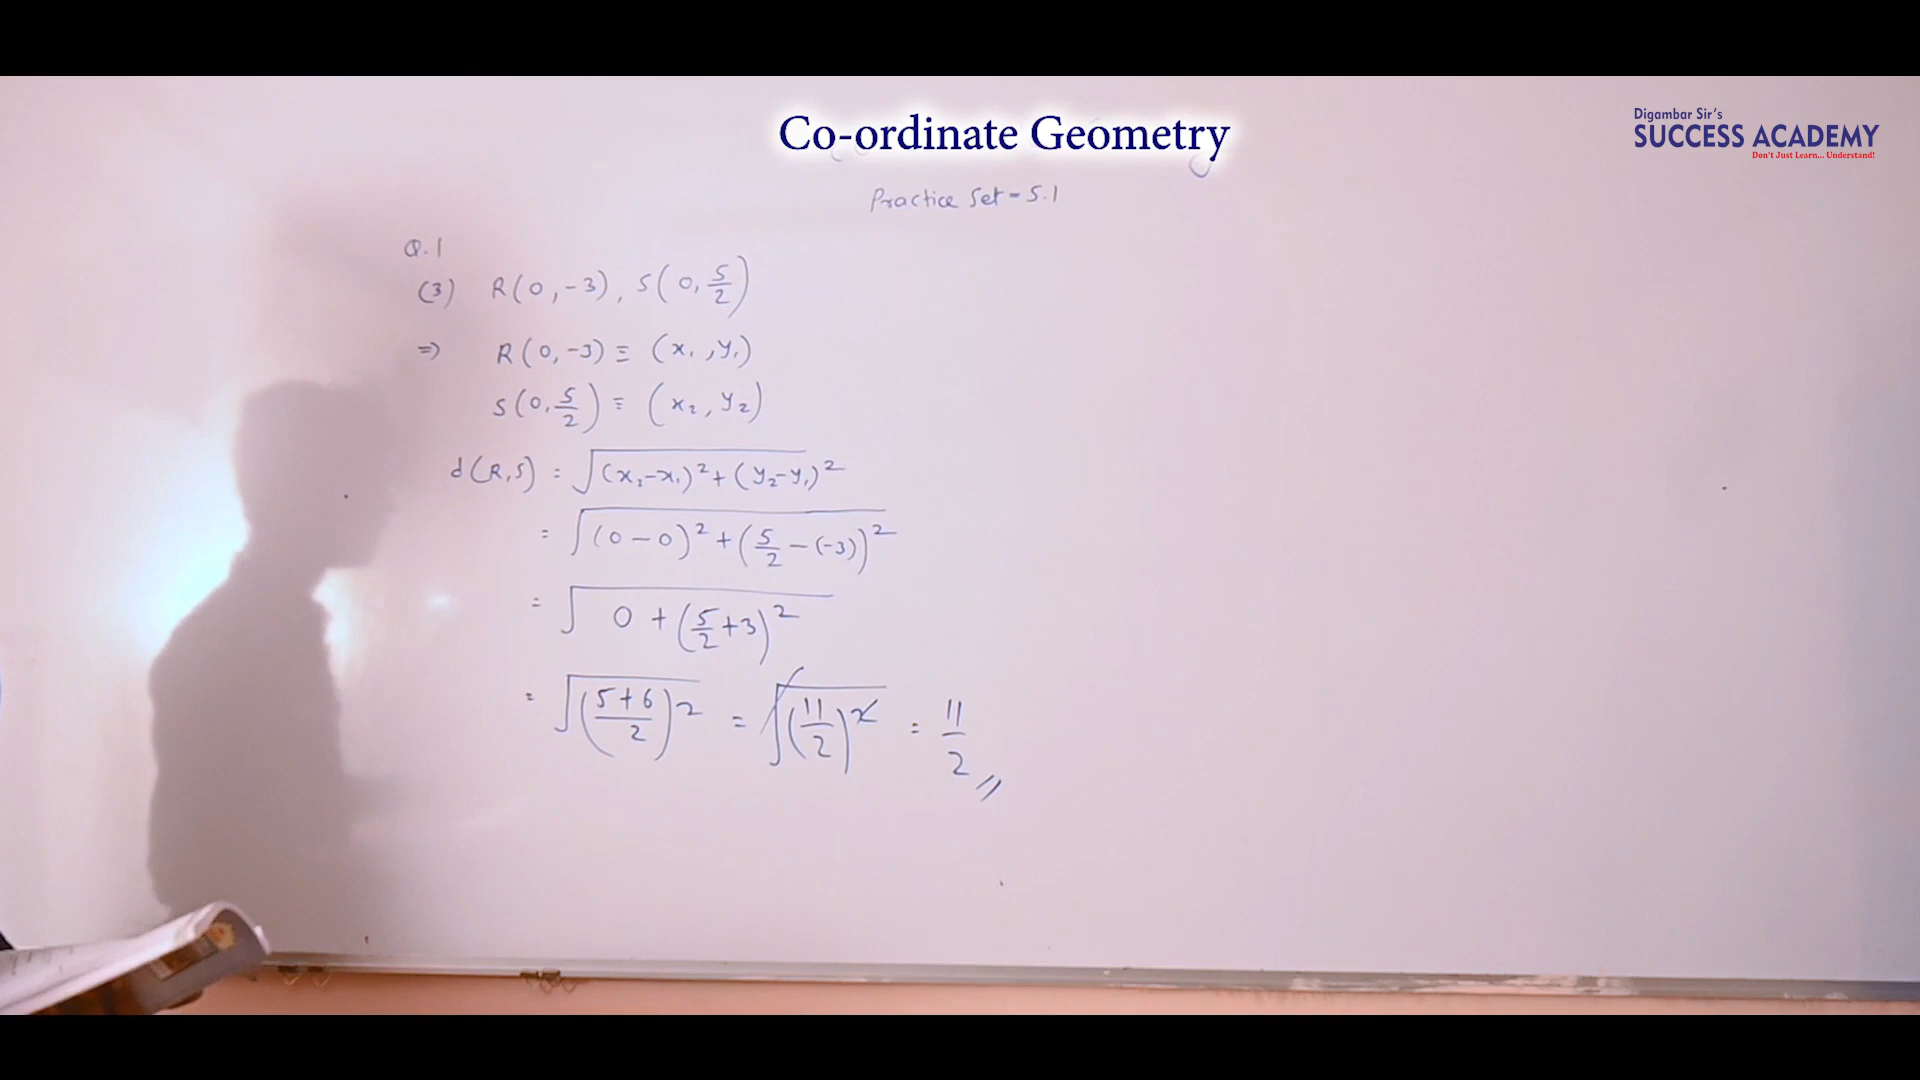 Co-ordinate Geometry
Digambar Sir's
SUCCESS ACADEMY
Don't Just Learn... Understand!
Practice Set - 5.1
Q.1
(3) R(0,-3), S(0, 5/2)
⇒ R(0,-3) ≡ (x₁, y₁)
S(0, 5/2) ≡ (x₂, y₂)
d(R,S) = √((x₂-x₁)² + (y₂-y₁)²)
= √((0-0)² + (5/2 - (-3))²)
= √(0 + (5/2 + 3)²)
= √((5+6)/2)² = √(11/2)² = 11/2 //